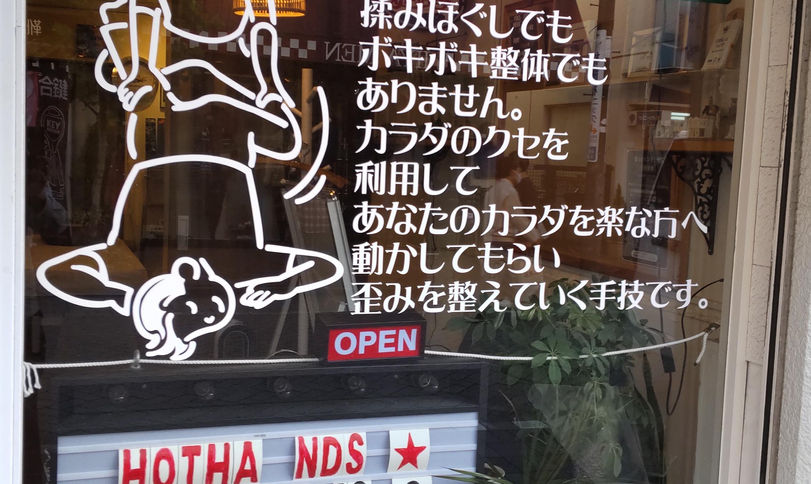 揉みほぐしでも
ボキボキ整体でも
ありません。
カラダのクセを
利用して
あなたのカラダを楽な方へ
動かしてもらい
歪みを整えていく手技です。
OPEN
HOTHA NDS ★